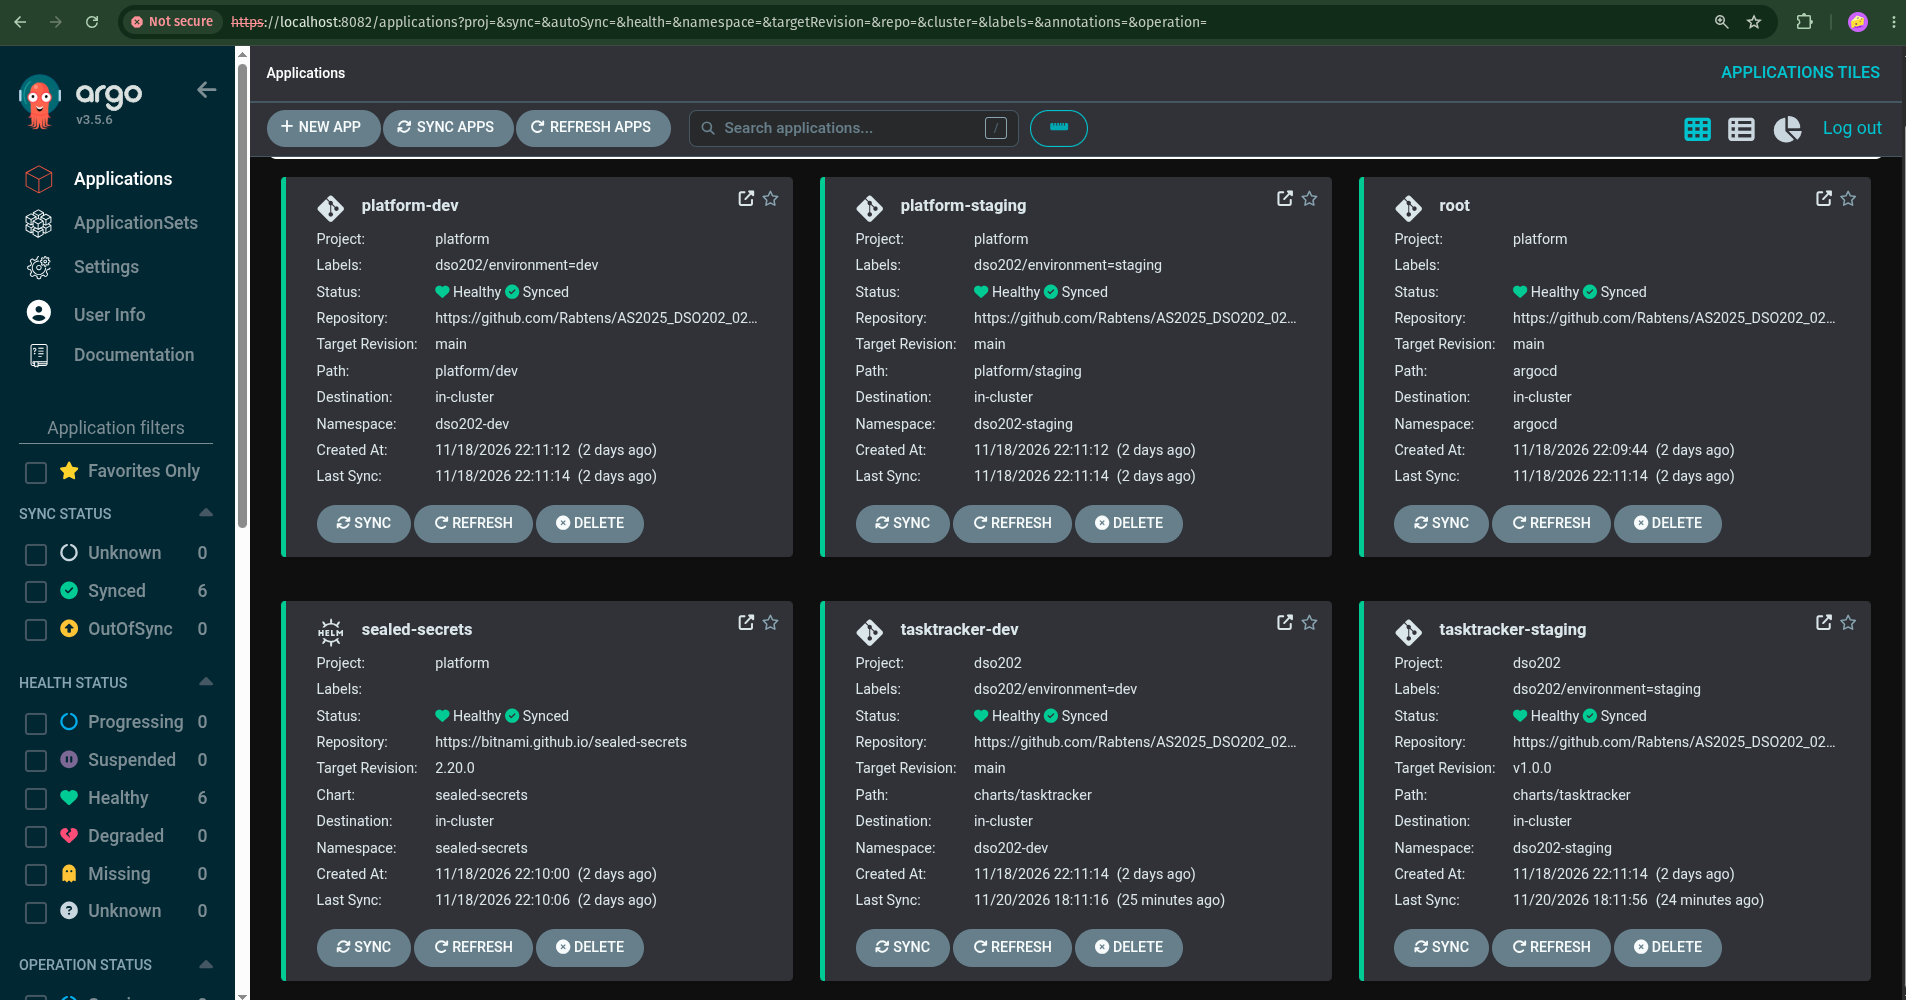 Not secure https://localhost:8082/applications?proj=&sync=&autoSync=&health=&namespace=&targetRevision=&repo=&cluster=&labels=&annotations=&operation=
argo
v3.5.6
Applications
ApplicationSets
Settings
User Info
Documentation
Application filters
Favorites Only
SYNC STATUS
Unknown 0
Synced 6
OutOfSync 0
HEALTH STATUS
Progressing 0
Suspended 0
Healthy 6
Degraded 0
Missing 0
Unknown 0
OPERATION STATUS
Applications APPLICATIONS TILES
+ NEW APP SYNC APPS REFRESH APPS Search applications... / Log out
platform-dev
Project: platform
Labels: dso202/environment=dev
Status: Healthy Synced
Repository: https://github.com/Rabtens/AS2025_DSO202_02...
Target Revision: main
Path: platform/dev
Destination: in-cluster
Namespace: dso202-dev
Created At: 11/18/2026 22:11:12 (2 days ago)
Last Sync: 11/18/2026 22:11:14 (2 days ago)
SYNC REFRESH DELETE
platform-staging
Project: platform
Labels: dso202/environment=staging
Status: Healthy Synced
Repository: https://github.com/Rabtens/AS2025_DSO202_02...
Target Revision: main
Path: platform/staging
Destination: in-cluster
Namespace: dso202-staging
Created At: 11/18/2026 22:11:12 (2 days ago)
Last Sync: 11/18/2026 22:11:14 (2 days ago)
SYNC REFRESH DELETE
root
Project: platform
Labels:
Status: Healthy Synced
Repository: https://github.com/Rabtens/AS2025_DSO202_02...
Target Revision: main
Path: argocd
Destination: in-cluster
Namespace: argocd
Created At: 11/18/2026 22:09:44 (2 days ago)
Last Sync: 11/18/2026 22:11:14 (2 days ago)
SYNC REFRESH DELETE
HELM
sealed-secrets
Project: platform
Labels:
Status: Healthy Synced
Repository: https://bitnami.github.io/sealed-secrets
Target Revision: 2.20.0
Chart: sealed-secrets
Destination: in-cluster
Namespace: sealed-secrets
Created At: 11/18/2026 22:10:00 (2 days ago)
Last Sync: 11/18/2026 22:10:06 (2 days ago)
SYNC REFRESH DELETE
tasktracker-dev
Project: dso202
Labels: dso202/environment=dev
Status: Healthy Synced
Repository: https://github.com/Rabtens/AS2025_DSO202_02...
Target Revision: main
Path: charts/tasktracker
Destination: in-cluster
Namespace: dso202-dev
Created At: 11/18/2026 22:11:14 (2 days ago)
Last Sync: 11/20/2026 18:11:16 (25 minutes ago)
SYNC REFRESH DELETE
tasktracker-staging
Project: dso202
Labels: dso202/environment=staging
Status: Healthy Synced
Repository: https://github.com/Rabtens/AS2025_DSO202_02...
Target Revision: v1.0.0
Path: charts/tasktracker
Destination: in-cluster
Namespace: dso202-staging
Created At: 11/18/2026 22:11:14 (2 days ago)
Last Sync: 11/20/2026 18:11:56 (24 minutes ago)
SYNC REFRESH DELETE